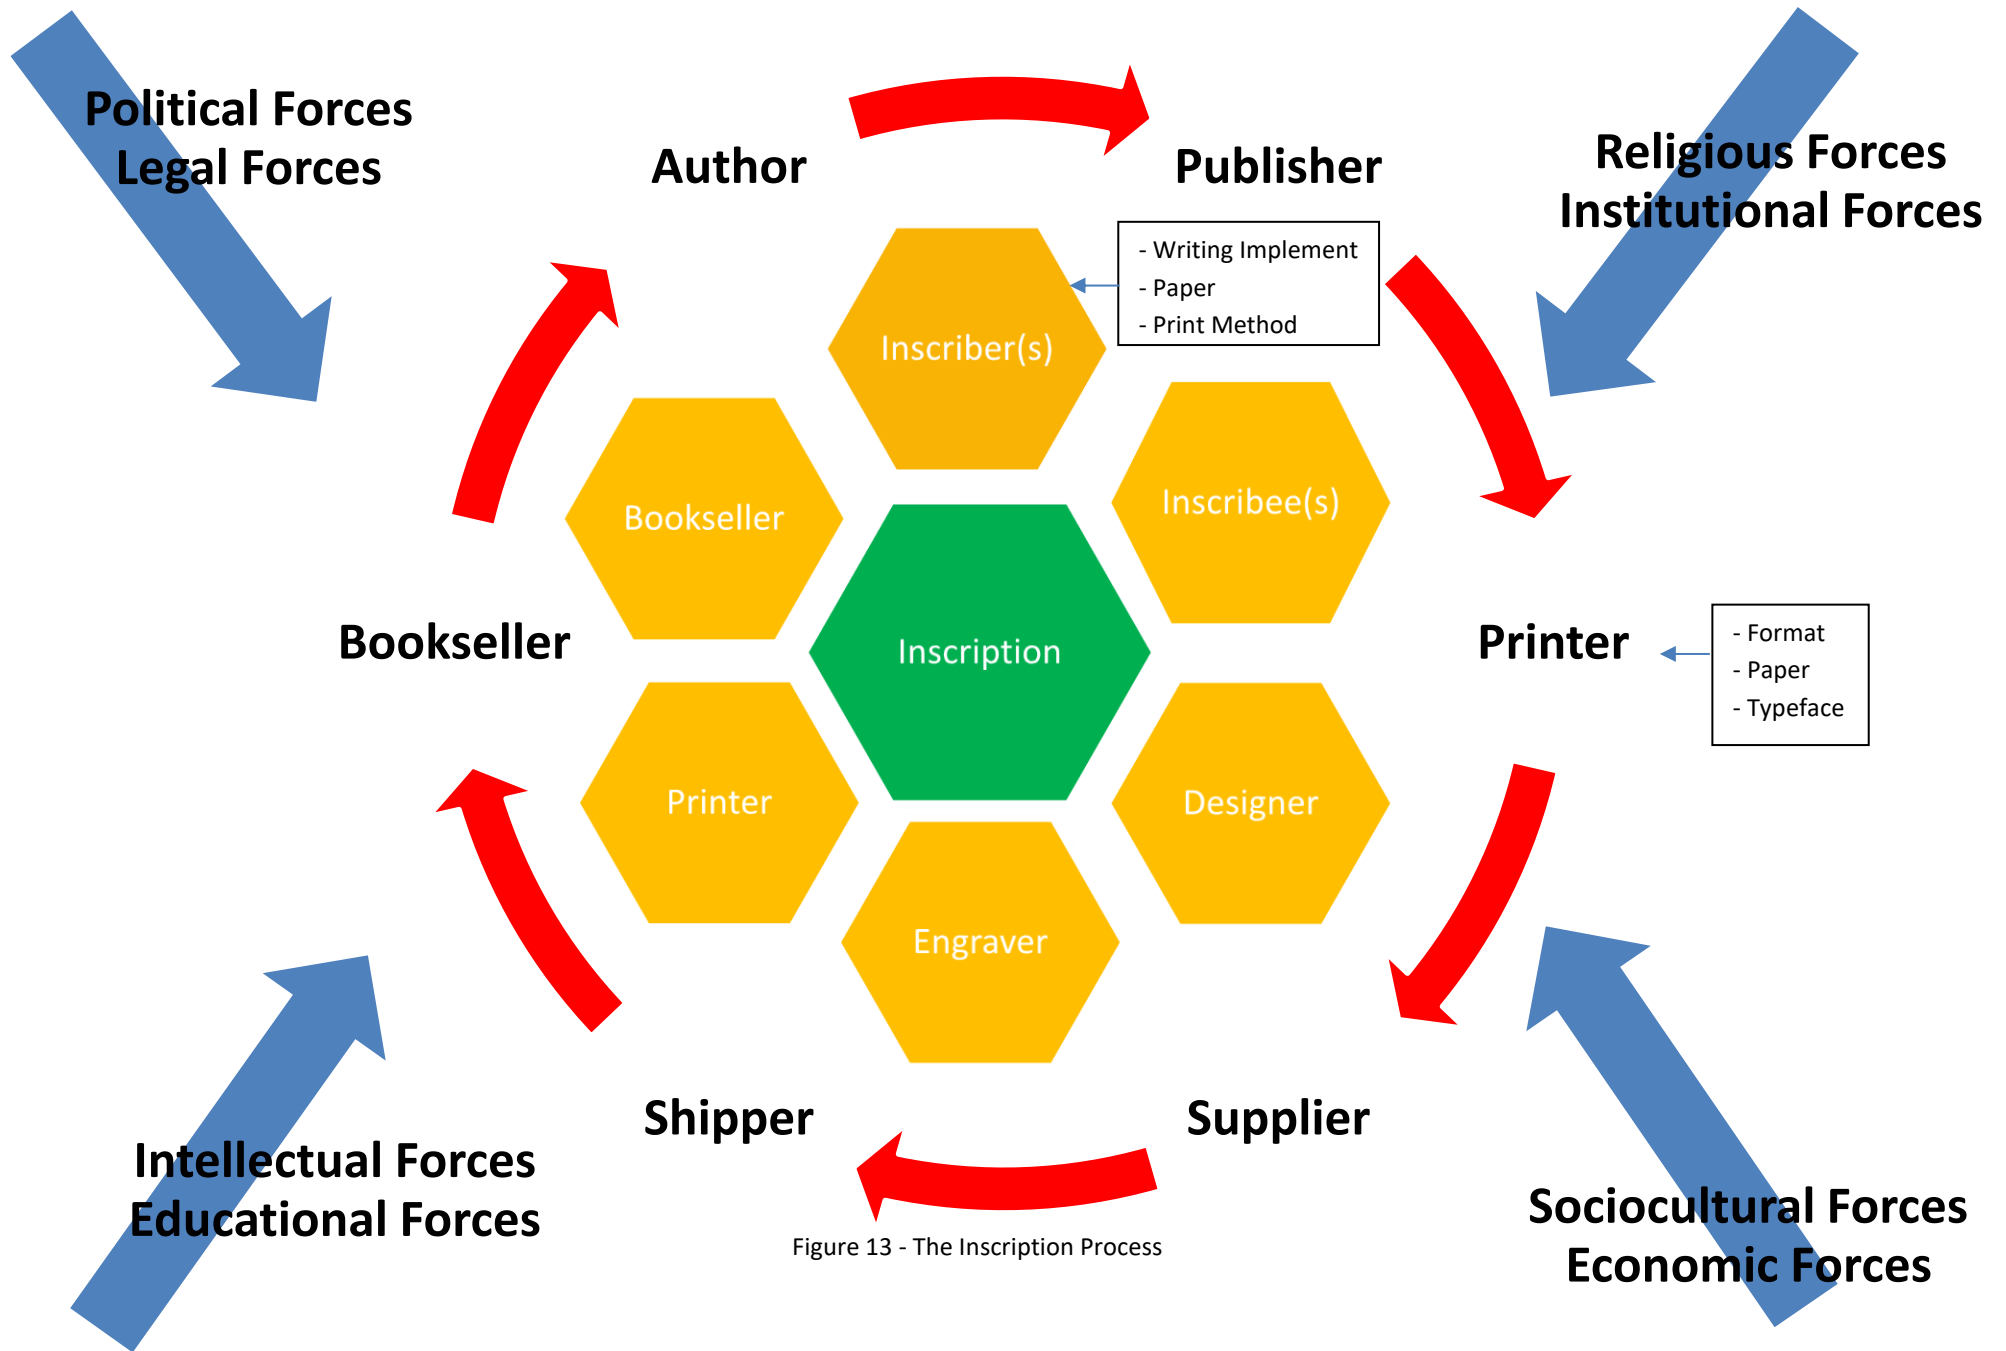 Political Forces
Legal Forces
Author
Publisher
Religious Forces
Institutional Forces
- Writing Implement
- Paper
- Print Method
Inscriber(s)
Bookseller
Inscribee(s)
Bookseller
Inscription
Printer
- Format
- Paper
- Typeface
Printer
Designer
Engraver
Shipper
Supplier
Intellectual Forces
Educational Forces
Sociocultural Forces
Economic Forces
Figure 13 - The Inscription Process